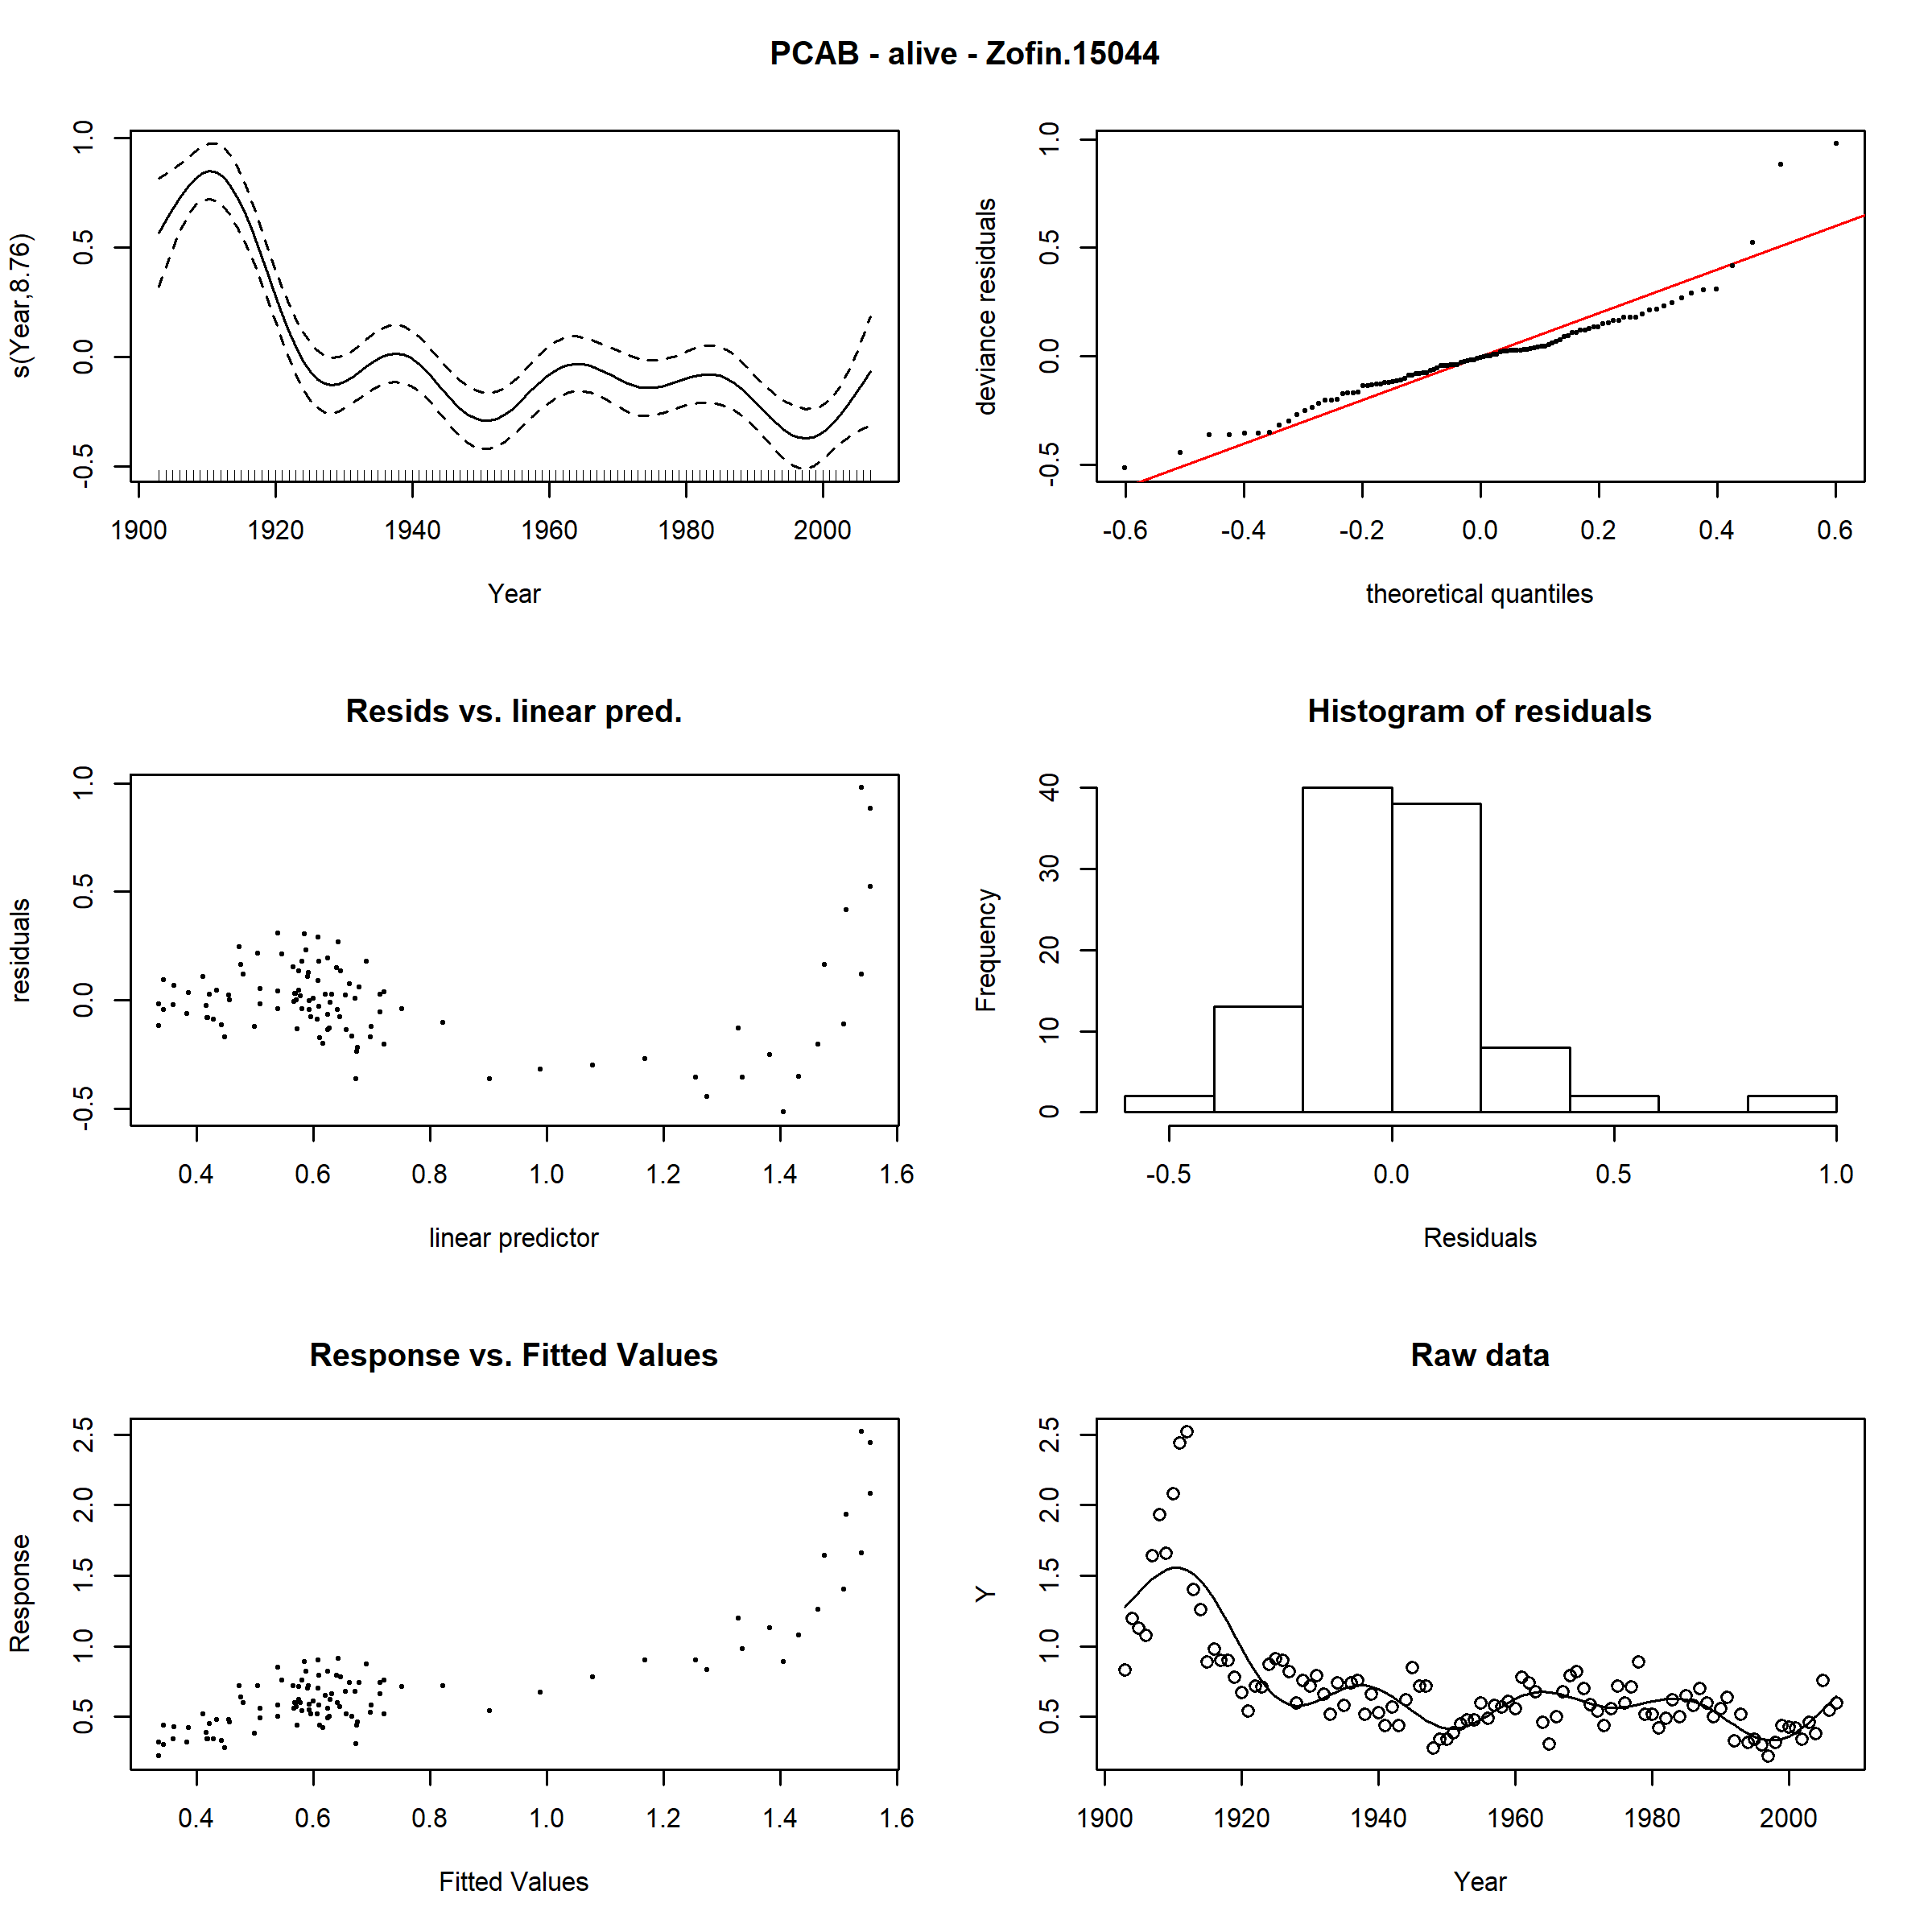 PCAB - alive - Zofin.15044
s(Year,8.76)
-0.5 0.0 0.5 1.0
1900 1920 1940 1960 1980 2000
Year
deviance residuals
-0.5 0.0 0.5 1.0
-0.6 -0.4 -0.2 0.0 0.2 0.4 0.6
theoretical quantiles
Resids vs. linear pred.
residuals
-0.5 0.0 0.5 1.0
0.4 0.6 0.8 1.0 1.2 1.4 1.6
linear predictor
Histogram of residuals
Frequency
0 10 20 30 40
-0.5 0.0 0.5 1.0
Residuals
Response vs. Fitted Values
Response
0.5 1.0 1.5 2.0 2.5
0.4 0.6 0.8 1.0 1.2 1.4 1.6
Fitted Values
Raw data
Y
0.5 1.0 1.5 2.0 2.5
1900 1920 1940 1960 1980 2000
Year